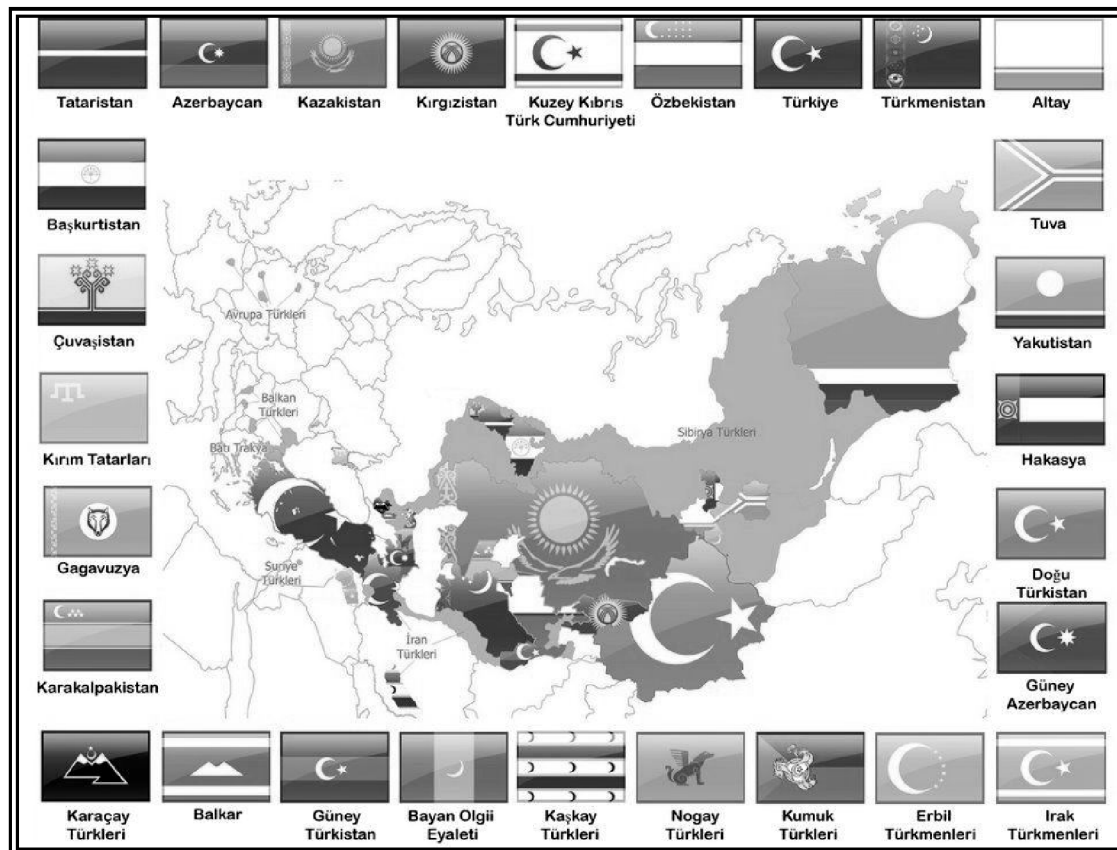 Tataristan
Azerbaycan
Kazakistan
Kırgızistan
Kuzey Kıbrıs
Türk Cumhuriyeti
Özbekistan
Türkiye
Türkmenistan
Altay
Başkurtistan
Tuva
Çuvaşistan
Yakutistan
Kırım Tatarları
Hakasya
Gagavuzya
Doğu
Türkistan
Karakalpakistan
Güney
Azerbaycan
Avrupa Türkleri
Balkan
Türkleri
Batı Trakya
Sibirya Türkleri
Suriye
Türkleri
İran
Türkleri
Karaçay
Türkleri
Balkar
Güney
Türkistan
Bayan Olgii
Eyaleti
Kaşkay
Türkleri
Nogay
Türkleri
Kumuk
Türkleri
Erbil
Türkmenleri
Irak
Türkmenleri